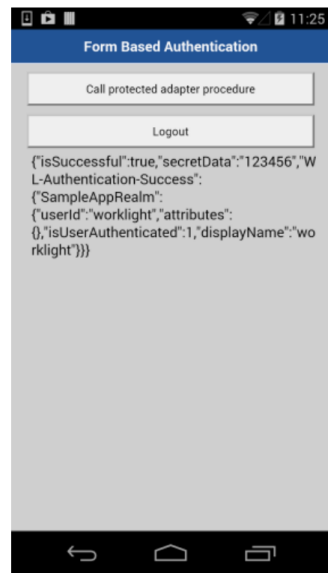 11:25
Form Based Authentication
Call protected adapter procedure
Logout
{"isSuccessful":true,"secretData":"123456","W
L-Authentication-Success":
{"SampleAppRealm":
{"userId":"worklight","attributes":
{},"isUserAuthenticated":1,"displayName":"wo
rklight"}}}